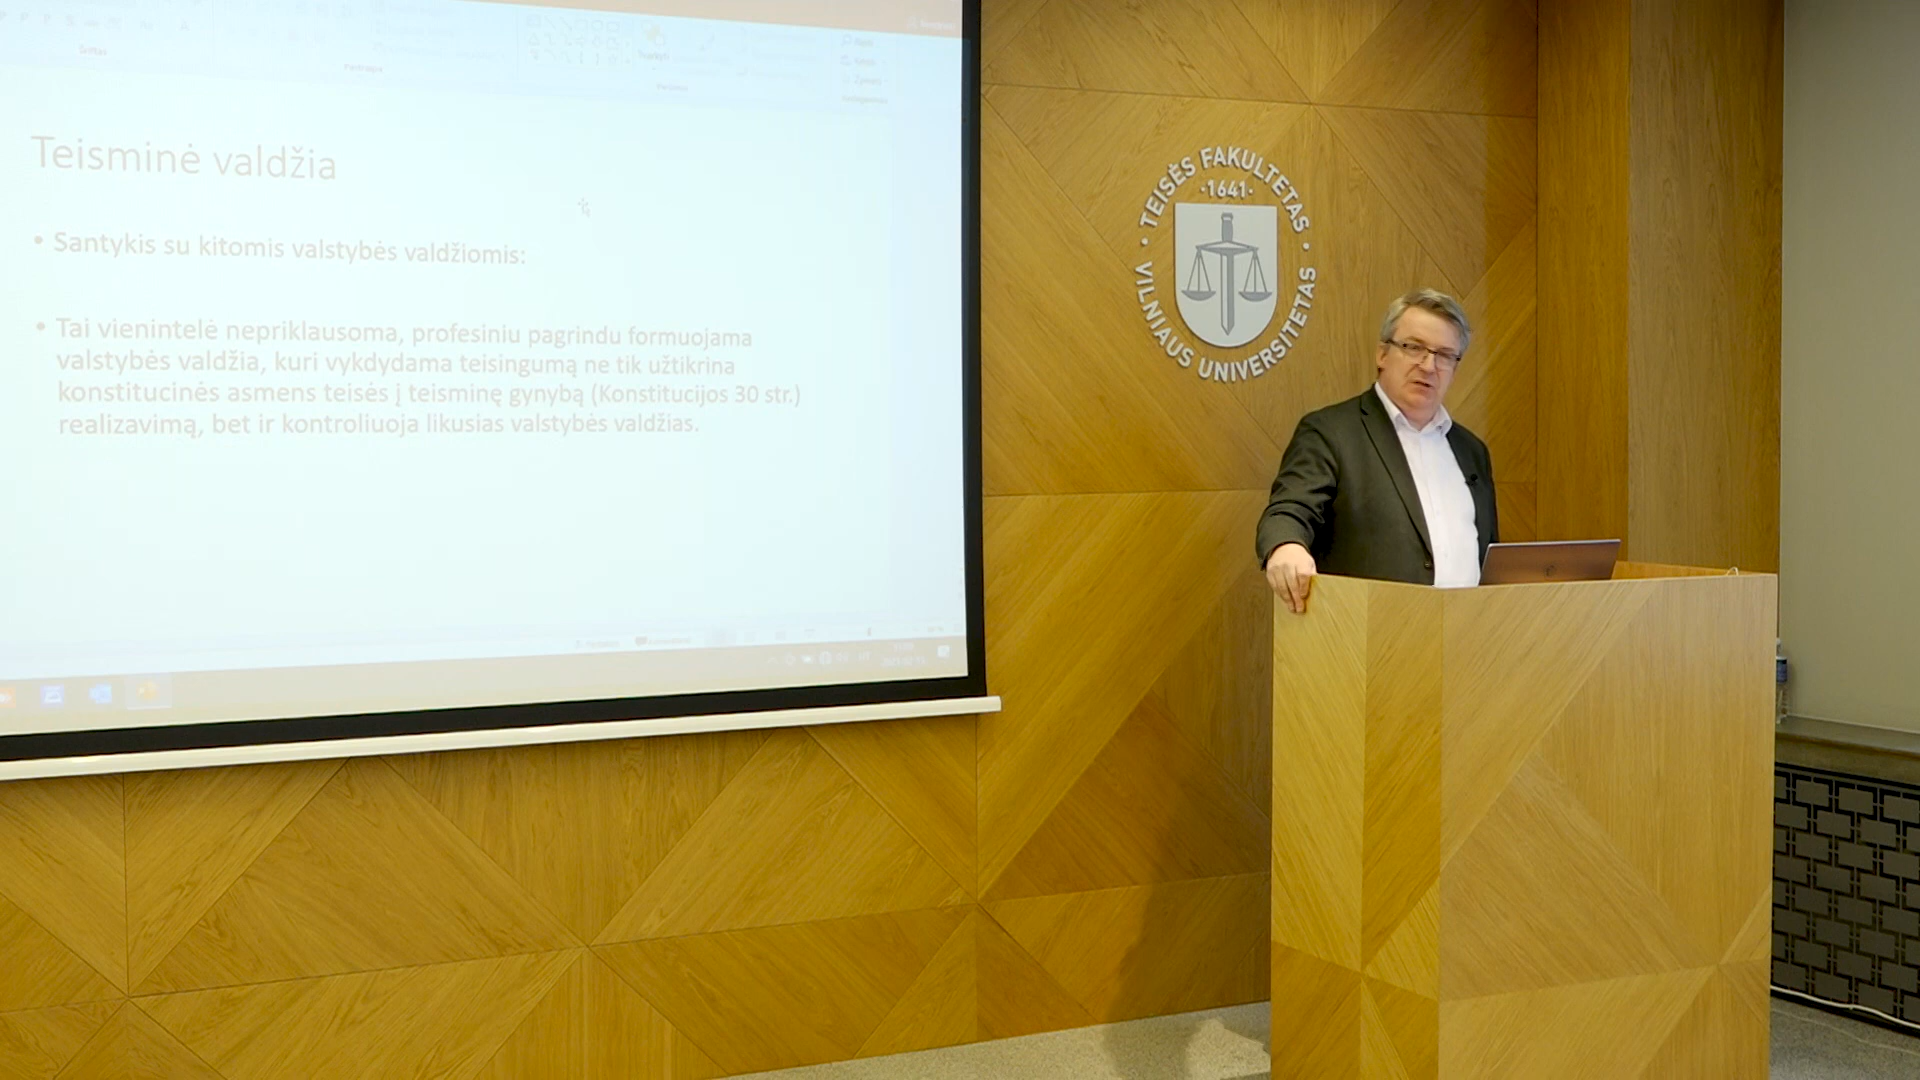 Teisminė valdžia
• Santykis su kitomis valstybės valdžiomis:
• Tai vienintelė nepriklausoma, profesiniu pagrindu formuojama
valstybės valdžia, kuri vykdydama teisingumą ne tik užtikrina
konstitucinės asmens teisės į teisminę gynybą (Konstitucijos 30 str.)
realizavimą, bet ir kontroliuoja likusias valstybės valdžias.
• TEISĖS FAKULTETAS •
·1641·
VILNIAUS UNIVERSITETAS